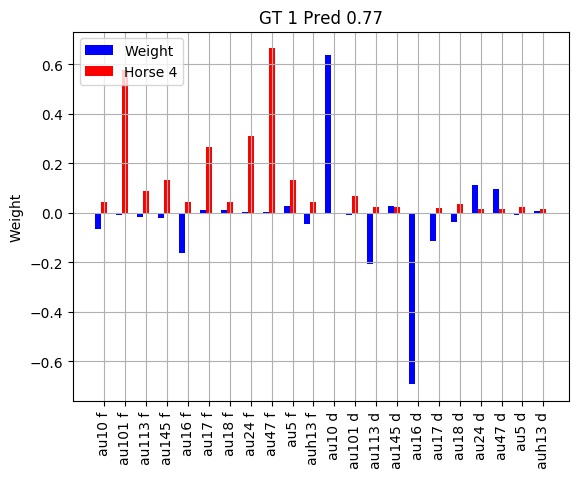 GT 1 Pred 0.77
Weight
Horse 4
Weight
0.6
0.4
0.2
0.0
−0.2
−0.4
−0.6
au10 f
au101 f
au113 f
au145 f
au16 f
au17 f
au18 f
au24 f
au47 f
au5 f
auh13 f
au10 d
au101 d
au113 d
au145 d
au16 d
au17 d
au18 d
au24 d
au47 d
au5 d
auh13 d